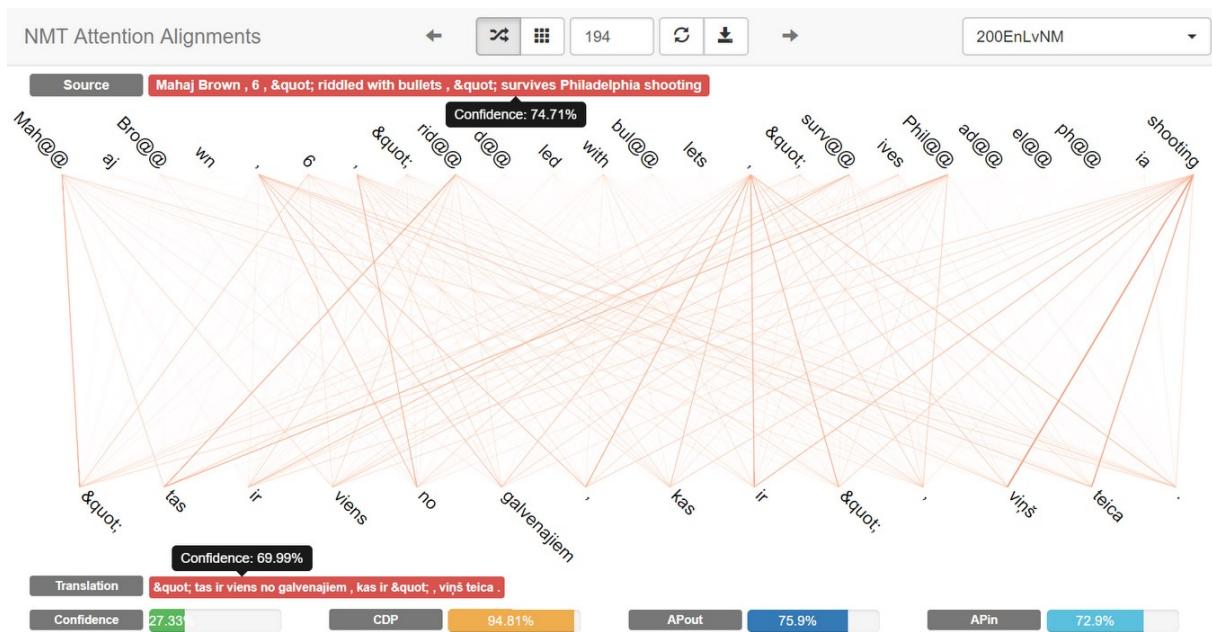 NMT Attention Alignments 194 200EnLvNM
Source Mahaj Brown , 6 , &quot; riddled with bullets , &quot; survives Philadelphia shooting
Confidence: 74.71%
Mah@@ aj Bro@@ wn , 6 , &quot; rid@@ d@@ led with bul@@ lets , &quot; surv@@ ives Phil@@ ad@@ el@@ ph@@ ia shooting
&quot; tas ir viens no galvenajiem , kas ir &quot; , viņš teica .
Confidence: 69.99%
Translation &quot; tas ir viens no galvenajiem , kas ir &quot; , viņš teica .
Confidence 27.33% CDP 94.81% APout 75.9% APin 72.9%